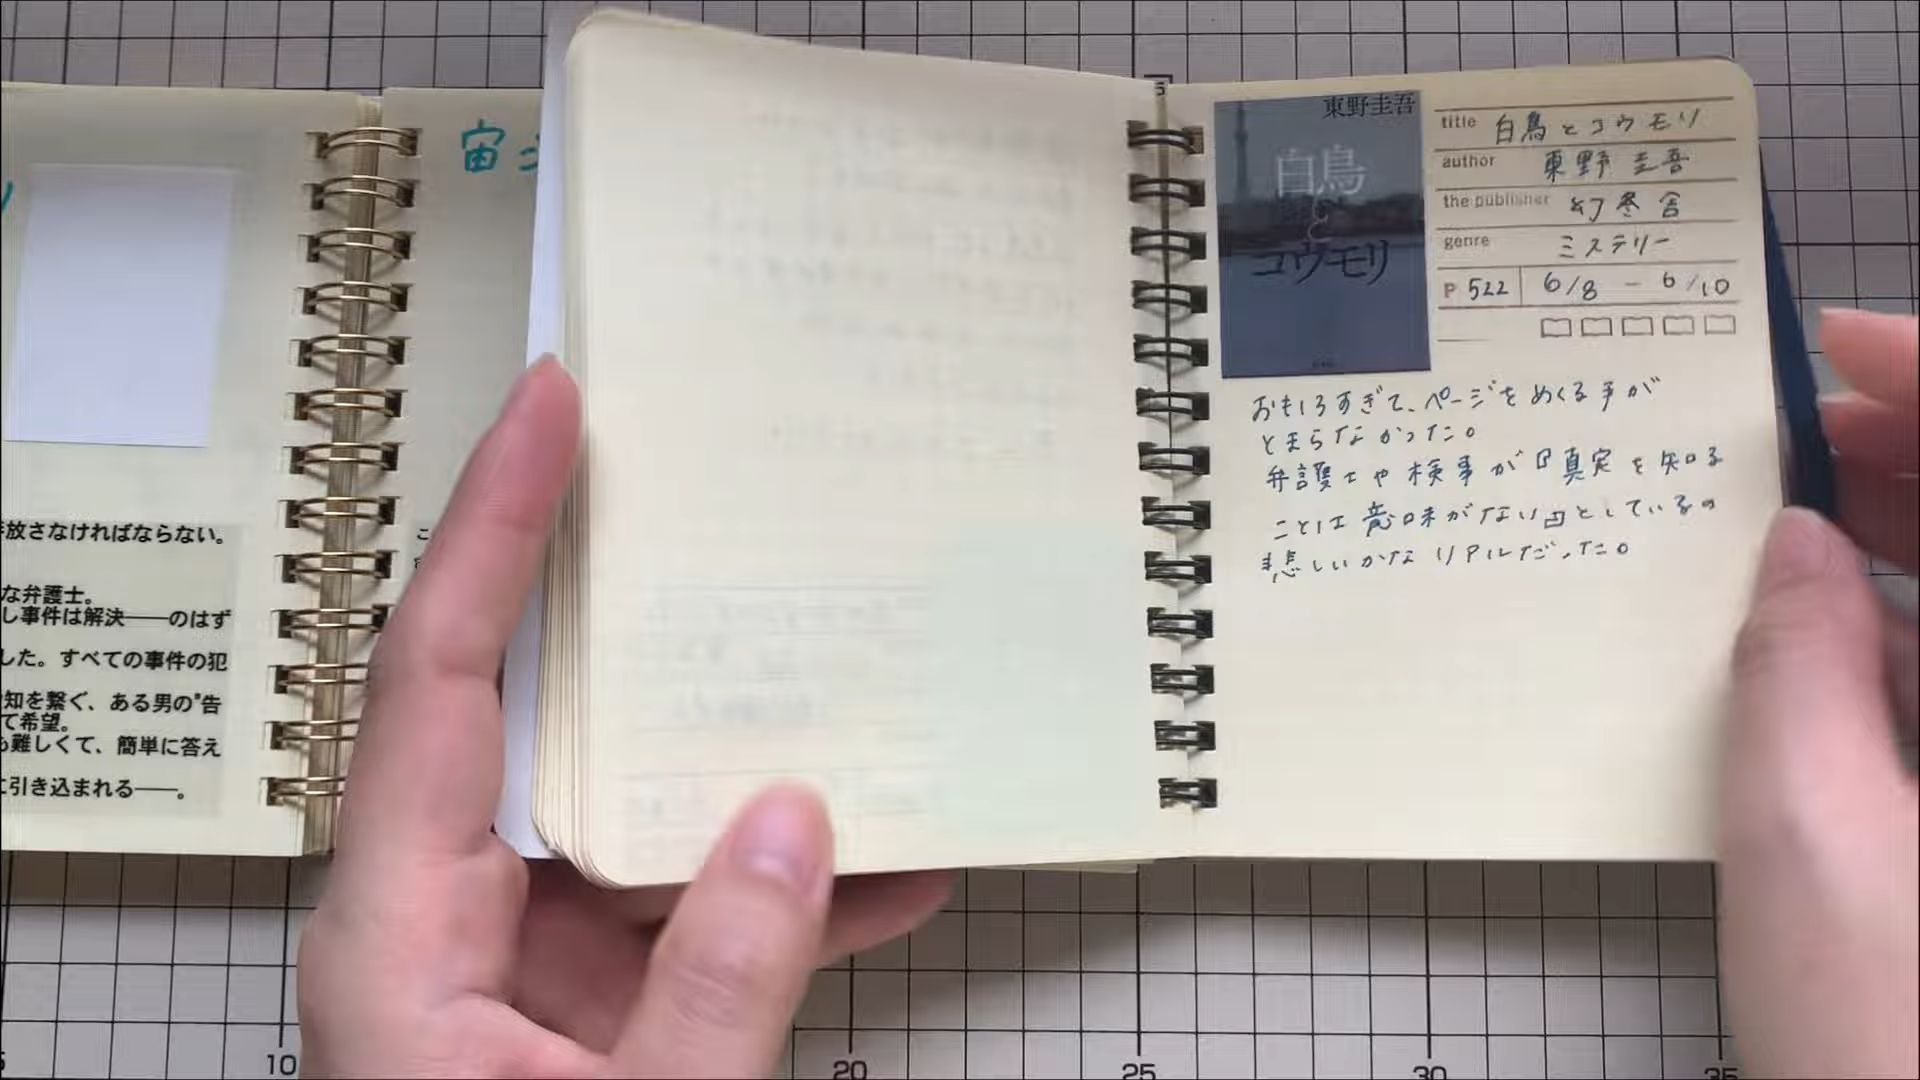 宙
手放さなければならない。
な弁護士。
し事件は解決――のはず
した。すべての事件の犯
知を繋ぐ、ある男の"告
て希望。
も難しくて、簡単に答え
に引き込まれる――。
こ
東野圭吾
白鳥
と
コウモリ
title 白鳥とコウモリ
author 東野圭吾
the publisher 幻冬舎
genre ミステリー
P 522 6/8 - 6/10
おもしろすぎて、ページをめくる手が
とまらなかった。
弁護士や検事が『真実を知る
ことは意味がない』としているの
悲しいかなリアルだった。
10
20
25
30
35